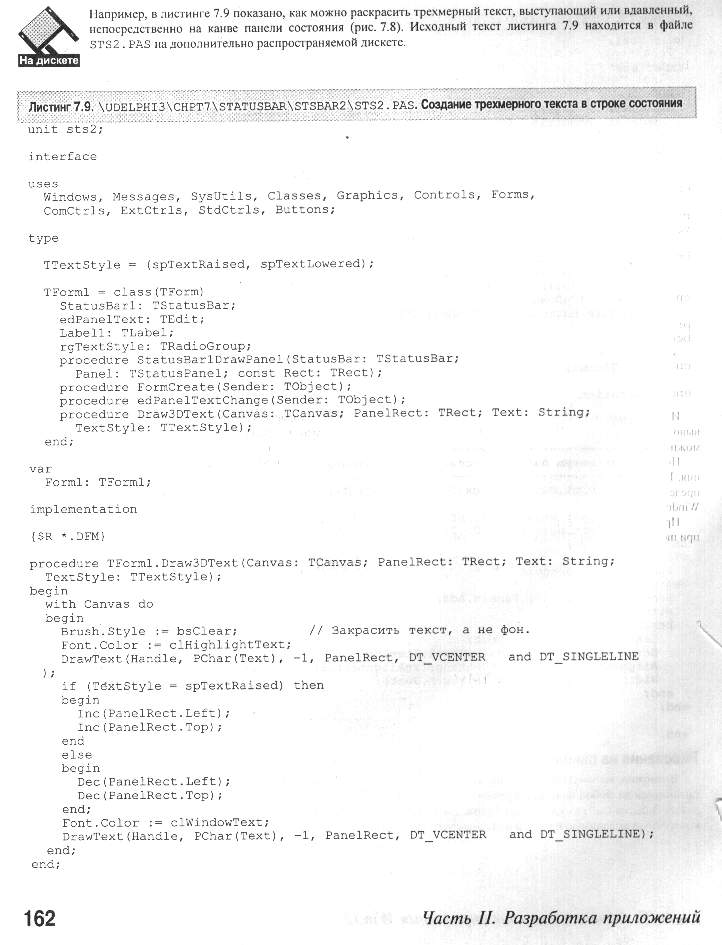 Например, в листинге 7.9 показано, как можно раскрасить трехмерный текст, выступающий или вдавленный,
непосредственно на канве панели состояния (рис. 7.8). Исходный текст листинга 7.9 находится в файле
STS2.PAS на дополнительно распространяемой дискете.
На дискете
Листинг 7.9. \UDELPHI3\CHPT7\STATUSBAR\STSBAR2\STS2.PAS. Создание трехмерного текста в строке состояния
unit sts2;
interface
uses
Windows, Messages, SysUtils, Classes, Graphics, Controls, Forms,
ComCtrls, ExtCtrls, StdCtrls, Buttons;
type
TTextStyle = (spTextRaised, spTextLowered);
TForm1 = class(TForm)
StatusBar1: TStatusBar;
edPanelText: TEdit;
Label1: TLabel;
rgTextStyle: TRadioGroup;
procedure StatusBar1DrawPanel(StatusBar: TStatusBar;
Panel: TStatusPanel; const Rect: TRect);
procedure FormCreate(Sender: TObject);
procedure edPanelTextChange(Sender: TObject);
procedure Draw3DText(Canvas: TCanvas; PanelRect: TRect; Text: String;
TextStyle: TTextStyle);
end;
var
Form1: TForm1;
implementation
{$R *.DFM}
procedure TForm1.Draw3DText(Canvas: TCanvas; PanelRect: TRect; Text: String;
TextStyle: TTextStyle);
begin
with Canvas do
begin
Brush.Style := bsClear; // Закрасить текст, а не фон.
Font.Color := clHighlightText;
DrawText(Handle, PChar(Text), -1, PanelRect, DT_VCENTER and DT_SINGLELINE
);
if (TextStyle = spTextRaised) then
begin
Inc(PanelRect.Left);
Inc(PanelRect.Top);
end
else
begin
Dec(PanelRect.Left);
Dec(PanelRect.Top);
end;
Font.Color := clWindowText;
DrawText(Handle, PChar(Text), -1, PanelRect, DT_VCENTER and DT_SINGLELINE);
end;
end;
162
Часть II. Разработка приложений